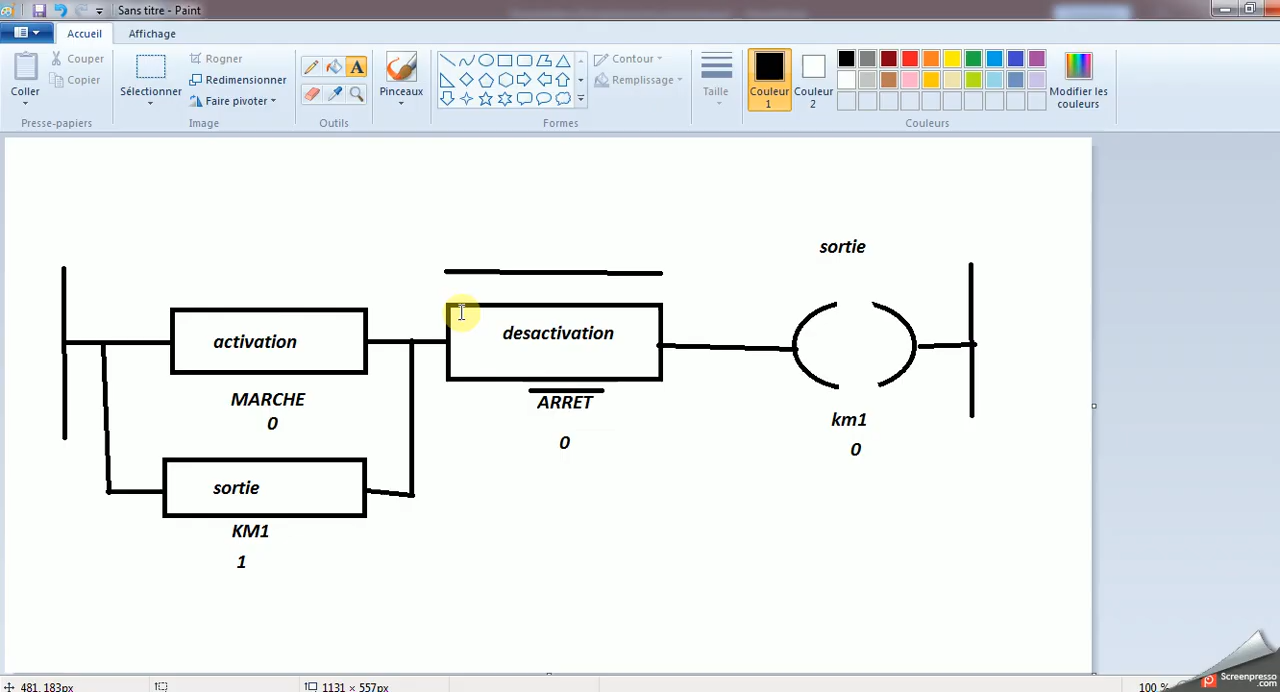 Sans titre - Paint
Accueil
Affichage
Coller
Couper
Copier
Presse-papiers
Sélectionner
Rogner
Redimensionner
Faire pivoter
Image
A
Outils
Pinceaux
Contour
Remplissage
Formes
Taille
Couleur
1
Couleur
2
Modifier les
couleurs
Couleurs
sortie
activation
desactivation
MARCHE
0
ARRET
0
km1
0
sortie
KM1
1
481, 183px
1131 × 557px
100 %
Screenpresso
.com